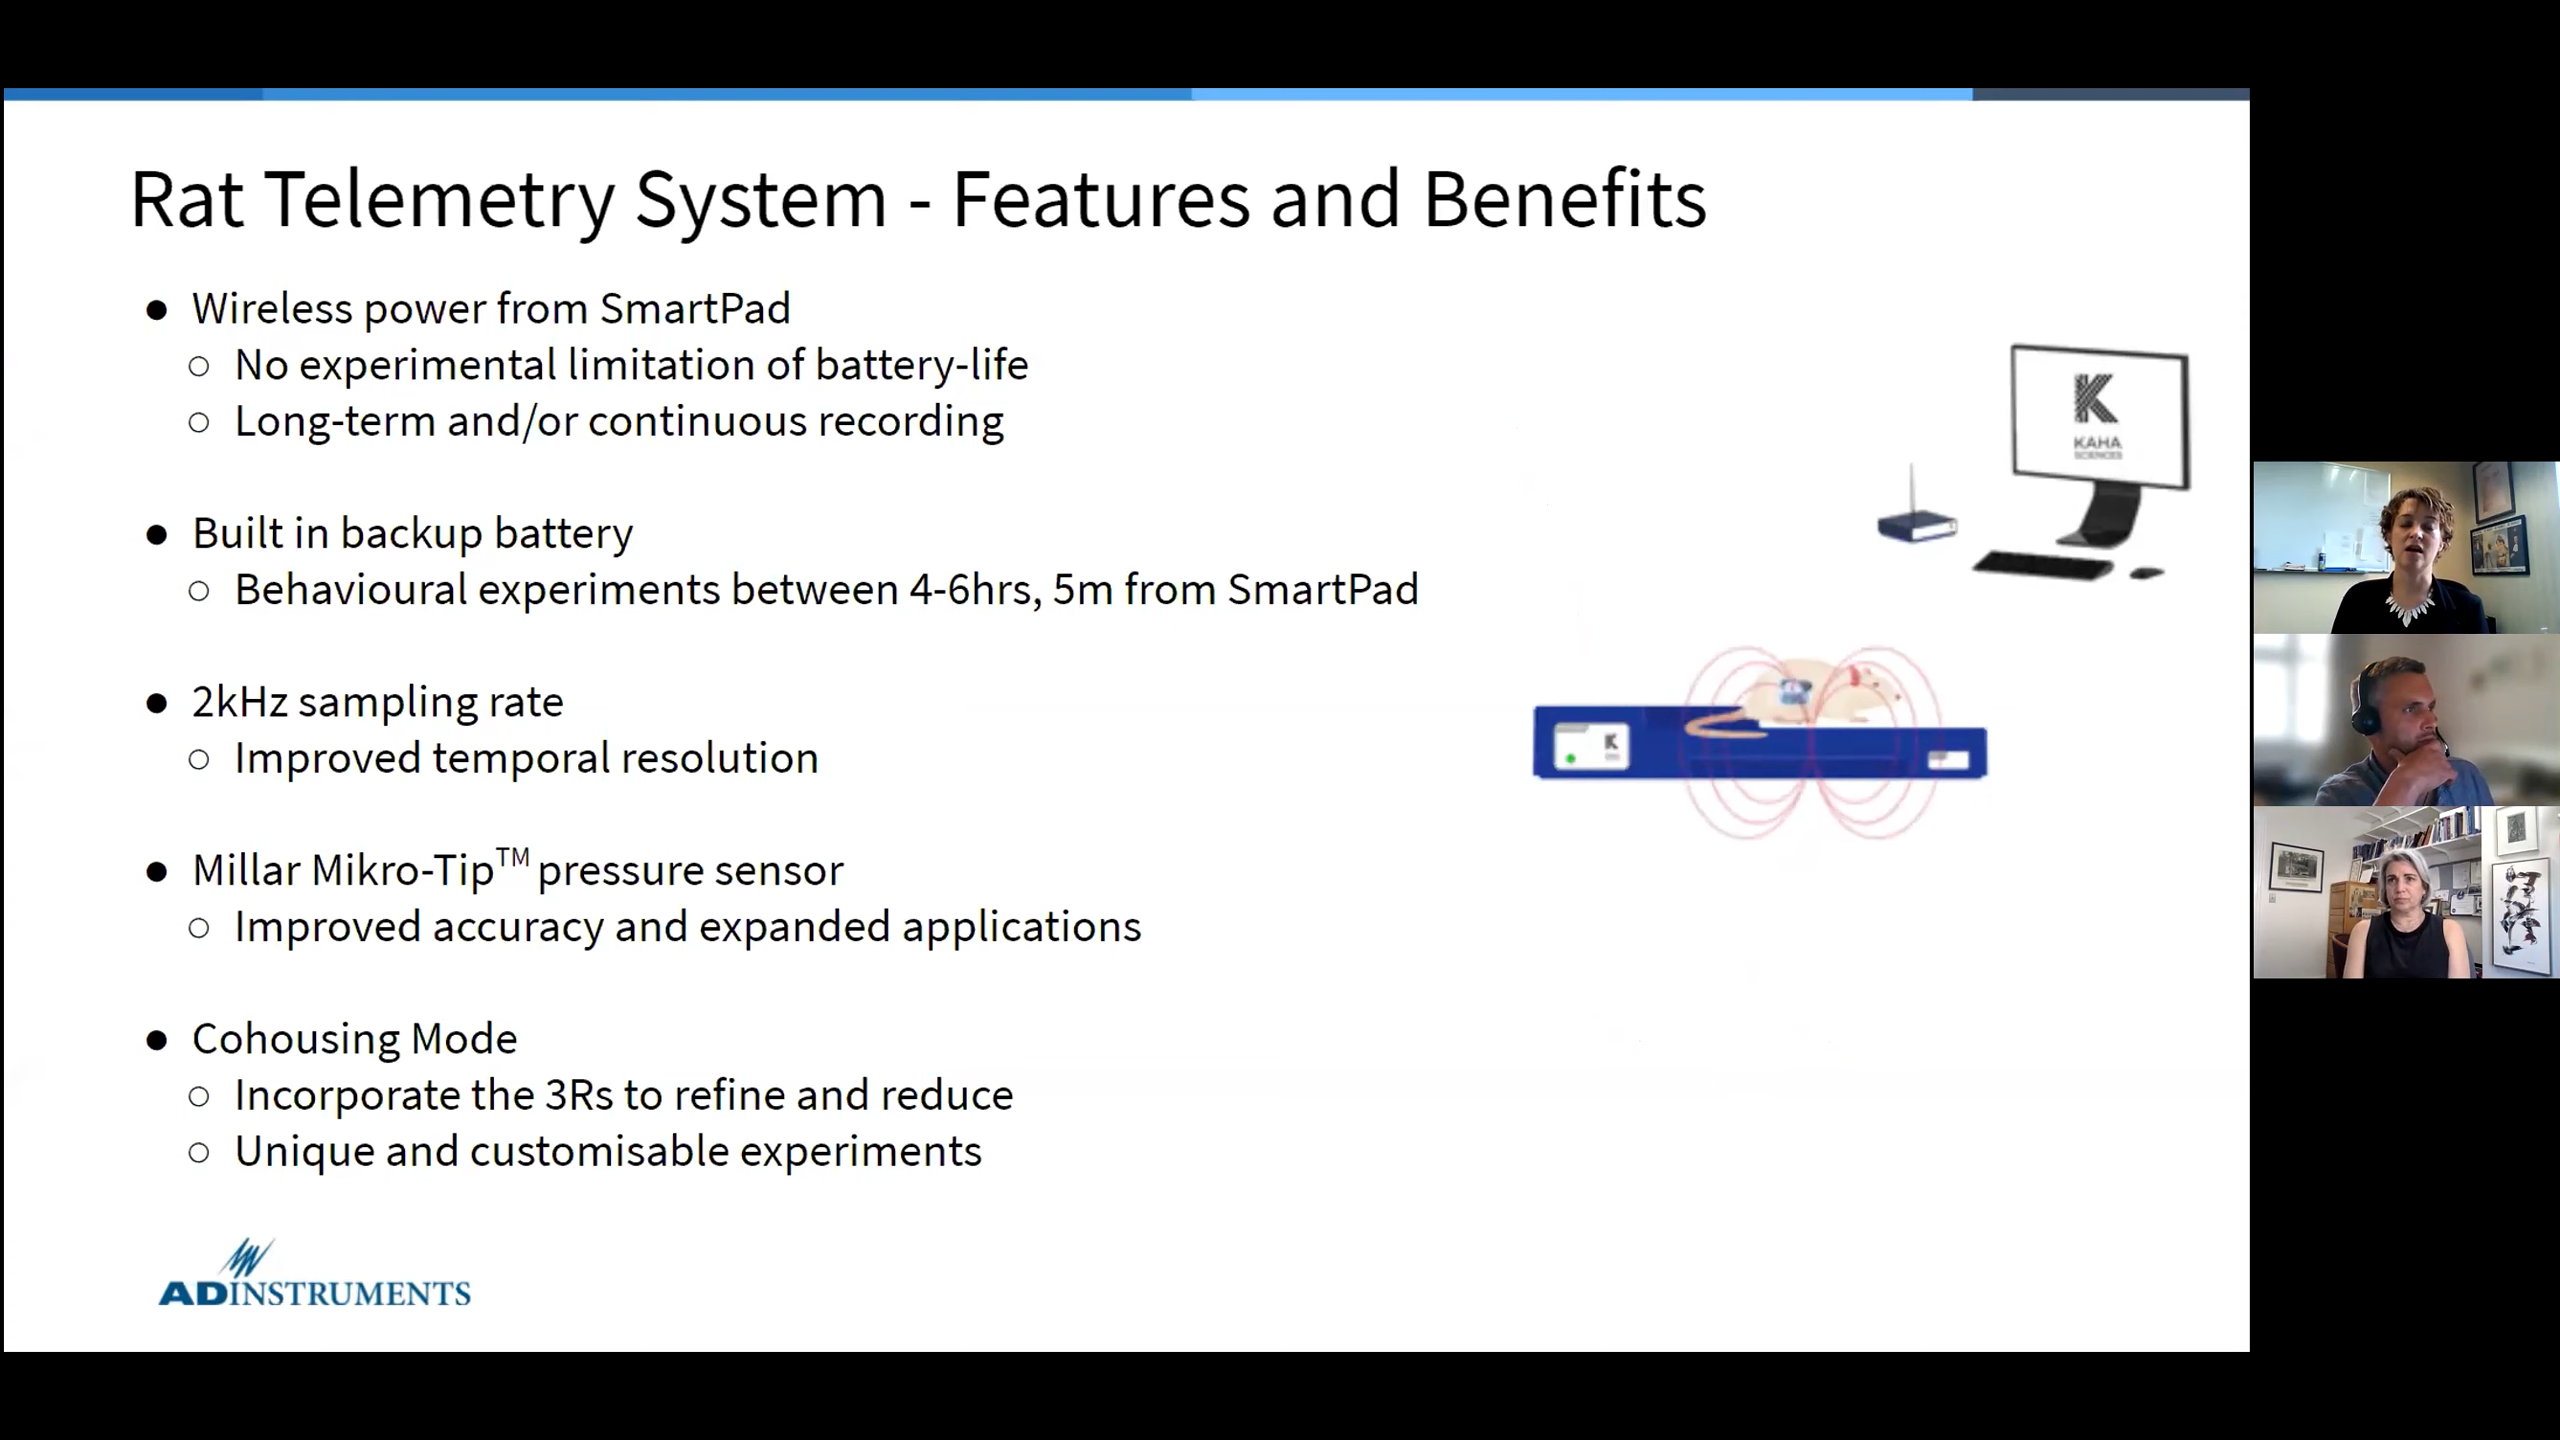 Rat Telemetry System - Features and Benefits
● Wireless power from SmartPad
○ No experimental limitation of battery-life
○ Long-term and/or continuous recording
● Built in backup battery
○ Behavioural experiments between 4-6hrs, 5m from SmartPad
● 2kHz sampling rate
○ Improved temporal resolution
● Millar Mikro-Tip™ pressure sensor
○ Improved accuracy and expanded applications
● Cohousing Mode
○ Incorporate the 3Rs to refine and reduce
○ Unique and customisable experiments
K
KAHA
SCIENCES
K
ADINSTRUMENTS